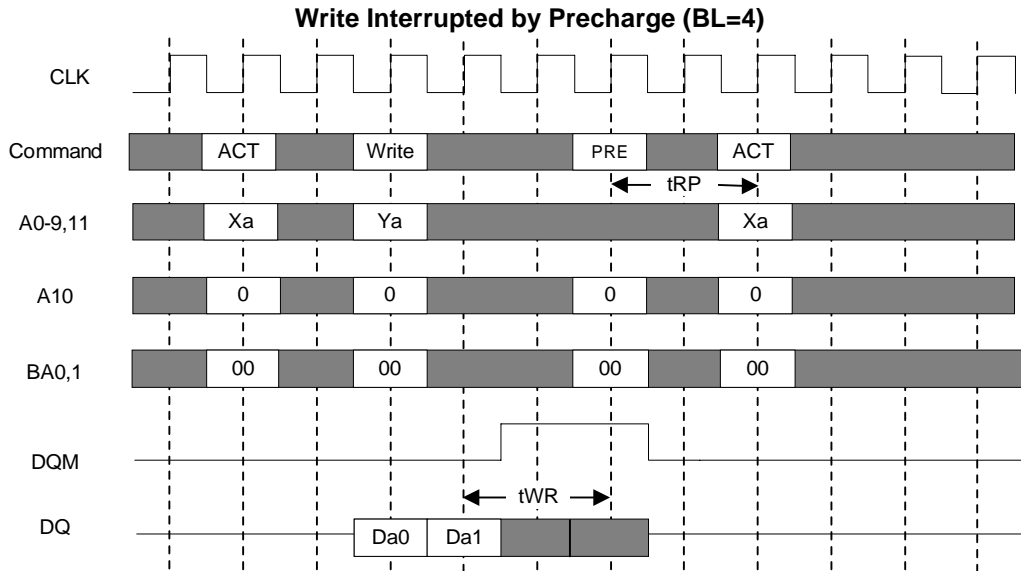 Write Interrupted by Precharge (BL=4)
CLK
Command ACT Write PRE ACT
tRP
A0-9,11 Xa Ya Xa
A10 0 0 0 0
BA0,1 00 00 00 00
DQM
tWR
DQ Da0 Da1